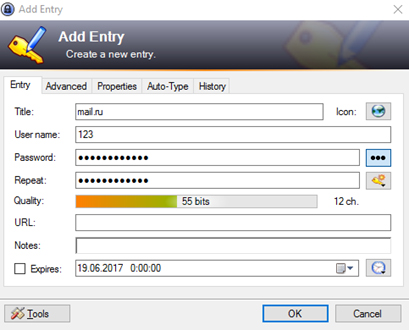 Add Entry
Add Entry
Create a new entry.
Entry Advanced Properties Auto-Type History
Title: mail.ru Icon:
User name: 123
Password: ●●●●●●●●●●●● ●●●
Repeat: ●●●●●●●●●●●●
Quality: 55 bits 12 ch.
URL:
Notes:
Expires: 19.06.2017 0:00:00
Tools OK Cancel